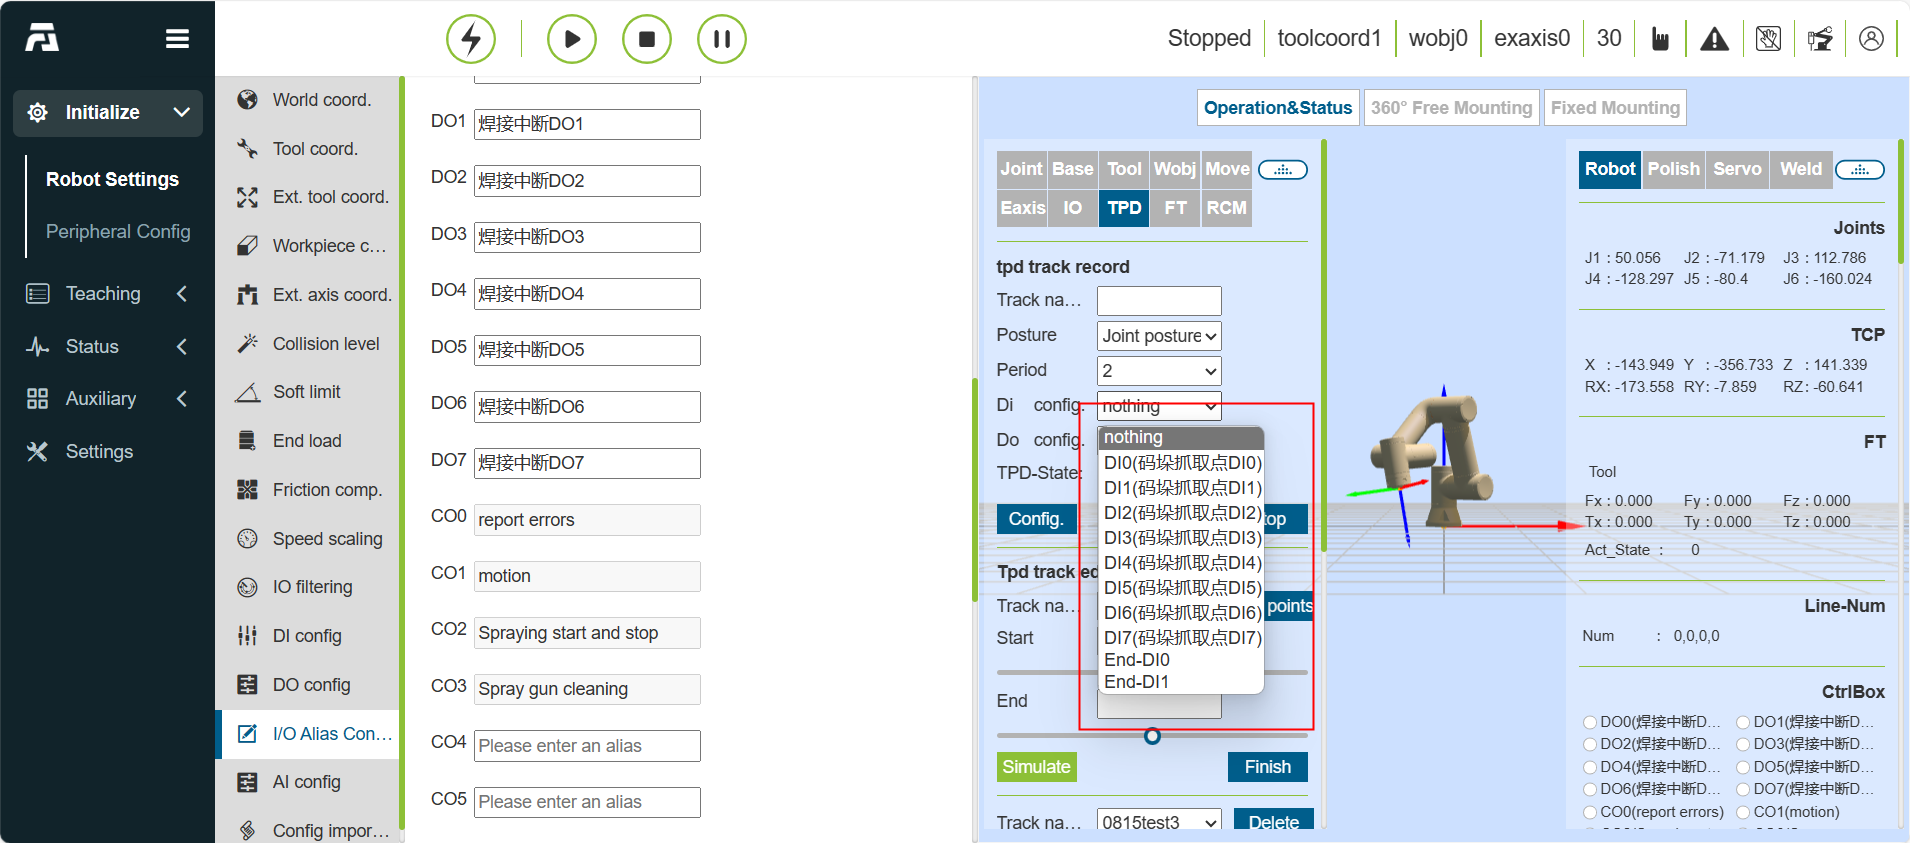 Stopped
toolcoord1
wobj0
exaxis0
30
Initialize
Robot Settings
Peripheral Config
Teaching
Status
Auxiliary
Settings
World coord.
Tool coord.
Ext. tool coord.
Workpiece c…
Ext. axis coord.
Collision level
Soft limit
End load
Friction comp.
Speed scaling
IO filtering
DI config
DO config
I/O Alias Con…
AI config
Config impor…
DO1 焊接中断DO1
DO2 焊接中断DO2
DO3 焊接中断DO3
DO4 焊接中断DO4
DO5 焊接中断DO5
DO6 焊接中断DO6
DO7 焊接中断DO7
CO0 report errors
CO1 motion
CO2 Spraying start and stop
CO3 Spray gun cleaning
CO4 Please enter an alias
CO5 Please enter an alias
Operation&Status 360° Free Mounting Fixed Mounting
Joint Base Tool Wobj Move
Eaxis IO TPD FT RCM
tpd track record
Track na…
Posture Joint posture
Period 2
Di config. nothing
Do config.
TPD-State:
nothing
DI0(码垛抓取点DI0)
DI1(码垛抓取点DI1)
DI2(码垛抓取点DI2)
DI3(码垛抓取点DI3)
DI4(码垛抓取点DI4)
DI5(码垛抓取点DI5)
DI6(码垛抓取点DI6)
DI7(码垛抓取点DI7)
End-DI0
End-DI1
Config. top
Tpd track ed
Track na… points
Start
End
Simulate Finish
Track na… 0815test3 Delete
Robot Polish Servo Weld
Joints
J1 : 50.056 J2 : -71.179 J3 : 112.786
J4 : -128.297 J5 : -80.4 J6 : -160.024
TCP
X : -143.949 Y : -356.733 Z : 141.339
RX: -173.558 RY: -7.859 RZ: -60.641
FT
Tool
Fx : 0.000 Fy : 0.000 Fz : 0.000
Tx : 0.000 Ty : 0.000 Tz : 0.000
Act_State : 0
Line-Num
Num : 0,0,0,0
CtrlBox
DO0(焊接中断D… DO1(焊接中断D…
DO2(焊接中断D… DO3(焊接中断D…
DO4(焊接中断D… DO5(焊接中断D…
DO6(焊接中断D… DO7(焊接中断D…
CO0(report errors) CO1(motion)